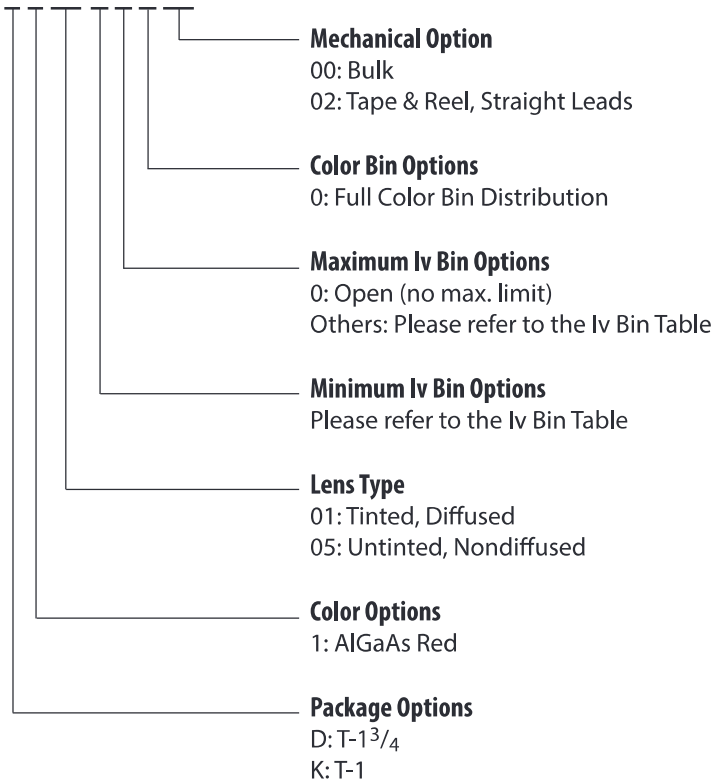 Mechanical Option
00: Bulk
02: Tape & Reel, Straight Leads
Color Bin Options
0: Full Color Bin Distribution
Maximum Iv Bin Options
0: Open (no max. limit)
Others: Please refer to the Iv Bin Table
Minimum Iv Bin Options
Please refer to the Iv Bin Table
Lens Type
01: Tinted, Diffused
05: Untinted, Nondiffused
Color Options
1: AlGaAs Red
Package Options
D: T-1 3/4
K: T-1